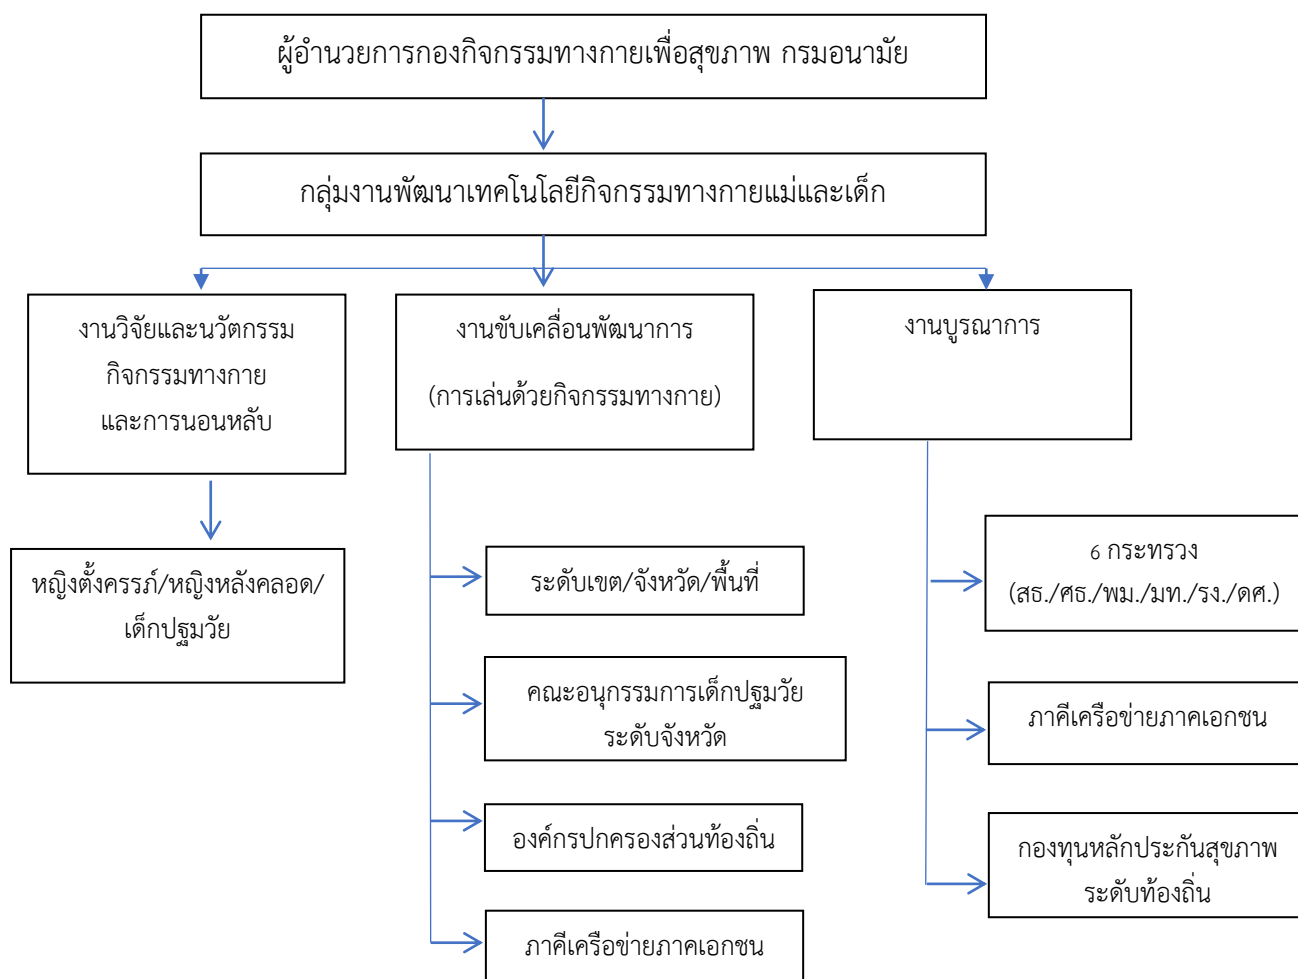 ผู้อำนวยการกองกิจกรรมทางกายเพื่อสุขภาพ กรมอนามัย
กลุ่มงานพัฒนาเทคโนโลยีกิจกรรมทางกายแม่และเด็ก
งานวิจัยและนวัตกรรม
กิจกรรมทางกาย
และการนอนหลับ
หญิงตั้งครรภ์/หญิงหลังคลอด/
เด็กปฐมวัย
งานขับเคลื่อนพัฒนาการ
(การเล่นด้วยกิจกรรมทางกาย)
ระดับเขต/จังหวัด/พื้นที่
คณะอนุกรรมการเด็กปฐมวัย
ระดับจังหวัด
องค์กรปกครองส่วนท้องถิ่น
ภาคีเครือข่ายภาคเอกชน
งานบูรณาการ
6 กระทรวง
(สธ./ศธ./พม./มท./รง./ดศ.)
ภาคีเครือข่ายภาคเอกชน
กองทุนหลักประกันสุขภาพ
ระดับท้องถิ่น